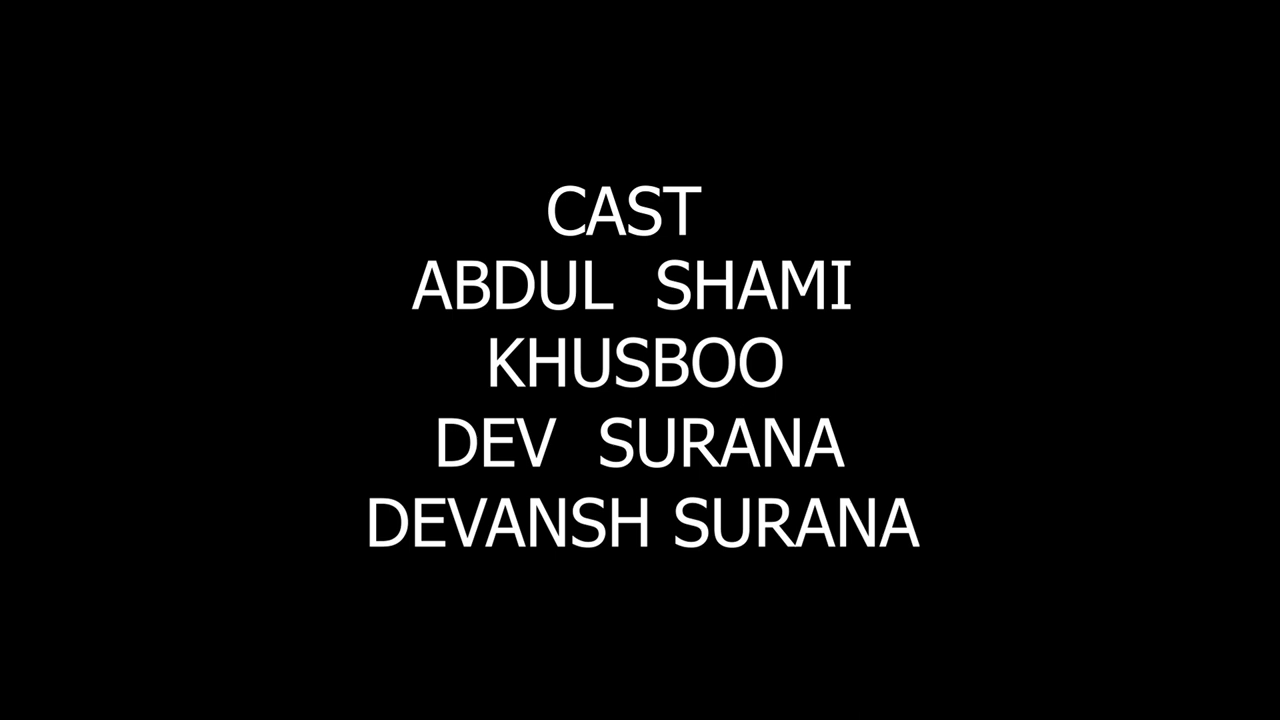 CAST
ABDUL SHAMI
KHUSBOO
DEV SURANA
DEVANSH SURANA